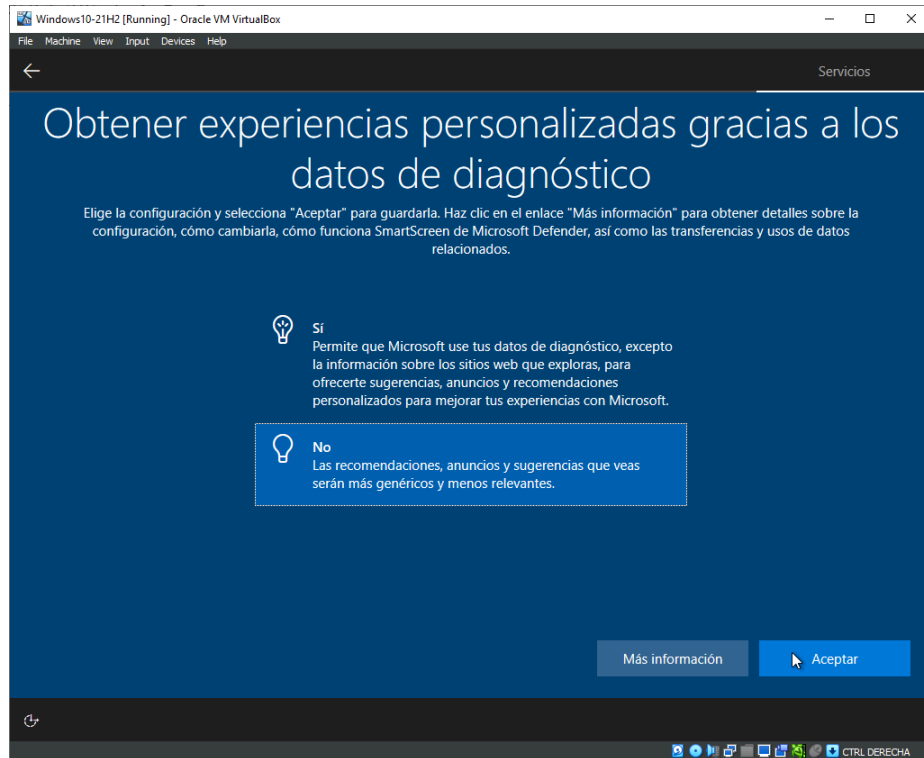 Windows10-21H2 [Running] - Oracle VM VirtualBox
File Machine View Input Devices Help
Servicios
Obtener experiencias personalizadas gracias a los
datos de diagnóstico
Elige la configuración y selecciona "Aceptar" para guardarla. Haz clic en el enlace "Más información" para obtener detalles sobre la
configuración, cómo cambiarla, cómo funciona SmartScreen de Microsoft Defender, así como las transferencias y usos de datos
relacionados.
Sí
Permite que Microsoft use tus datos de diagnóstico, excepto
la información sobre los sitios web que exploras, para
ofrecerte sugerencias, anuncios y recomendaciones
personalizados para mejorar tus experiencias con Microsoft.
No
Las recomendaciones, anuncios y sugerencias que veas
serán más genéricos y menos relevantes.
Más información
Aceptar
CTRL DERECHA